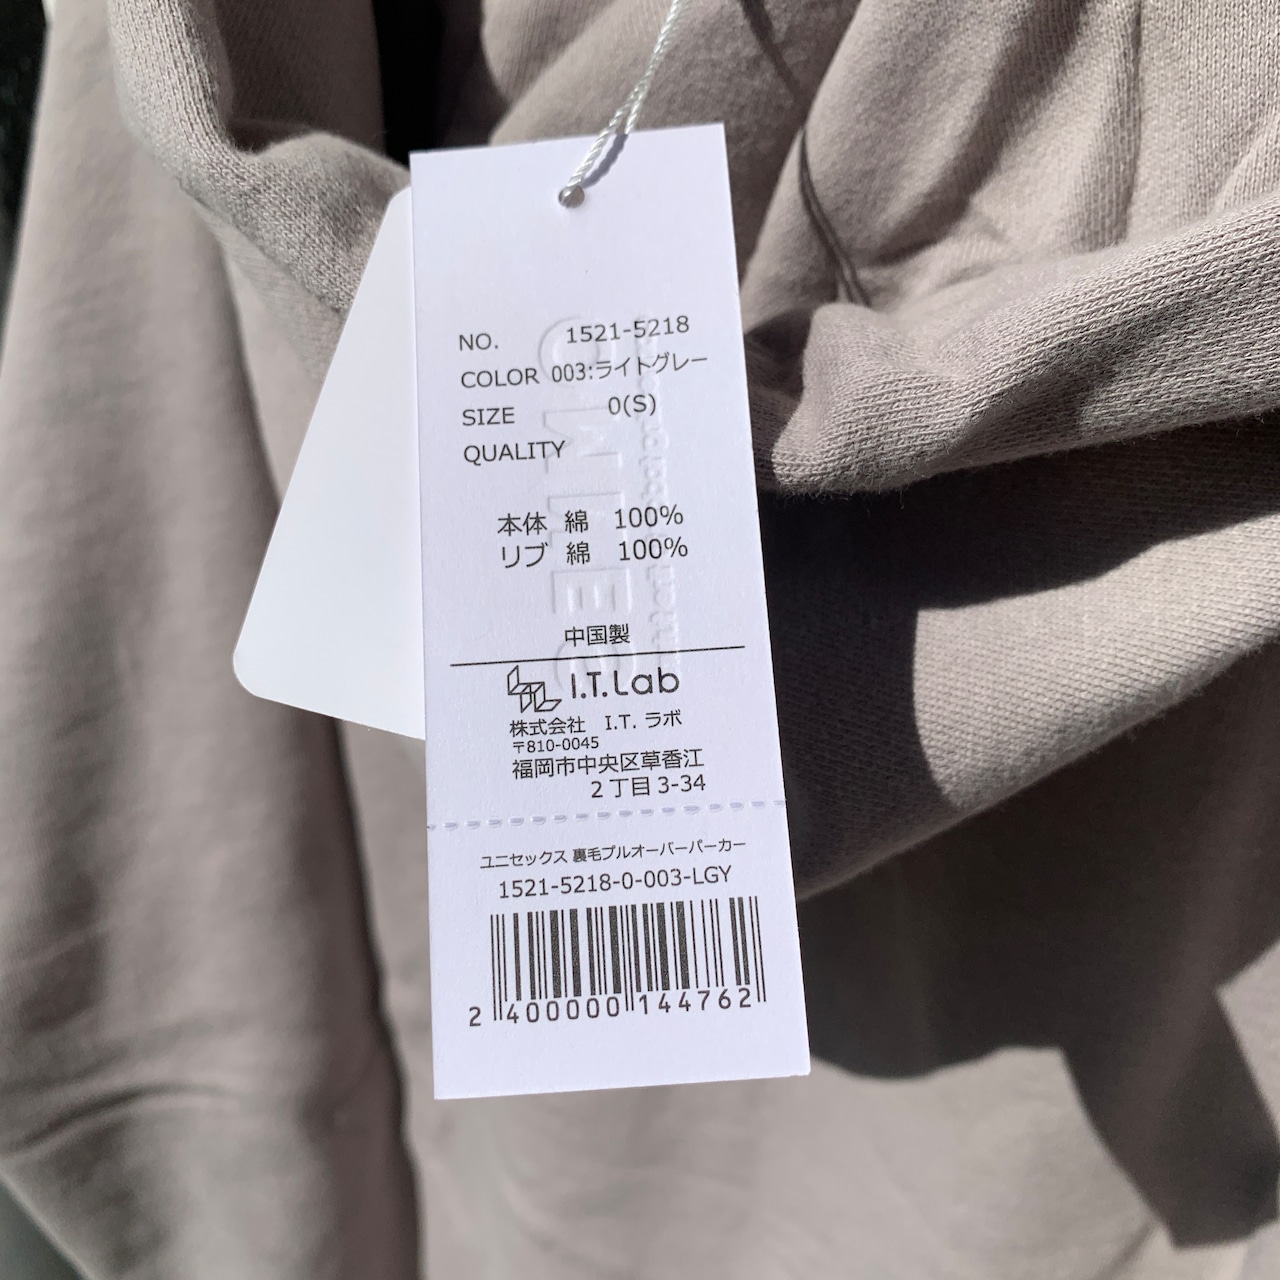 NO. 1521-5218
COLOR 003:ライトグレー
SIZE 0(S)
QUALITY
本体 綿 100%
リブ 綿 100%
中国製
I.T.Lab
株式会社 I.T. ラボ
〒810-0045
福岡市中央区草香江
2丁目3-34
ユニセックス 裏毛プルオーバーパーカー
1521-5218-0-003-LGY
2 400000 144762